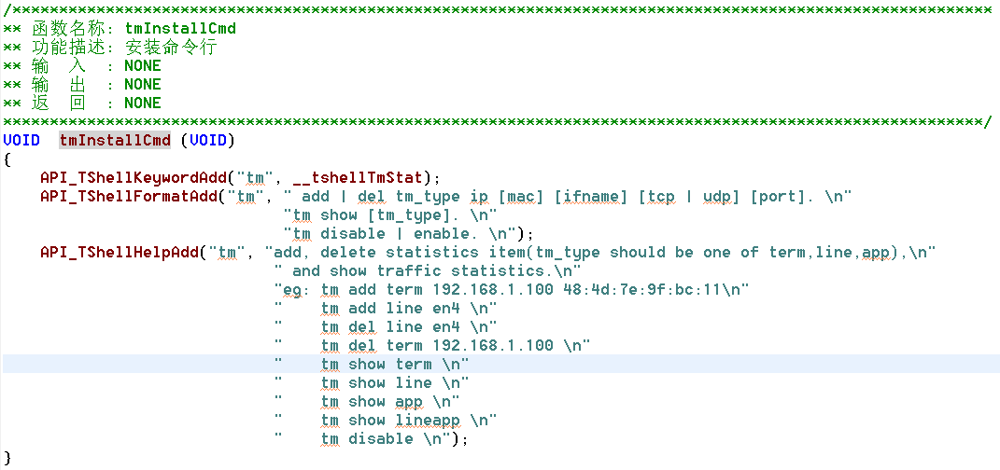 /*********************************************************************************************************
** 函数名称: tmInstallCmd
** 功能描述: 安装命令行
** 输　入  : NONE
** 输　出  : NONE
** 返　回  : NONE
*********************************************************************************************************/
VOID  tmInstallCmd (VOID)
{
    API_TShellKeywordAdd("tm", __tshellTmStat);
    API_TShellFormatAdd("tm", " add | del tm_type ip [mac] [ifname] [tcp | udp] [port]. \n"
                              "tm show [tm_type]. \n"
                              "tm disable | enable. \n");
    API_TShellHelpAdd("tm", "add, delete statistics item(tm_type should be one of term,line,app),\n"
                             " and show traffic statistics.\n"
                             "eg: tm add term 192.168.1.100 48:4d:7e:9f:bc:11\n"
                             "    tm add line en4 \n"
                             "    tm del line en4 \n"
                             "    tm del term 192.168.1.100 \n"
                             "    tm show term \n"
                             "    tm show line \n"
                             "    tm show app \n"
                             "    tm show lineapp \n"
                             "    tm disable \n");
}